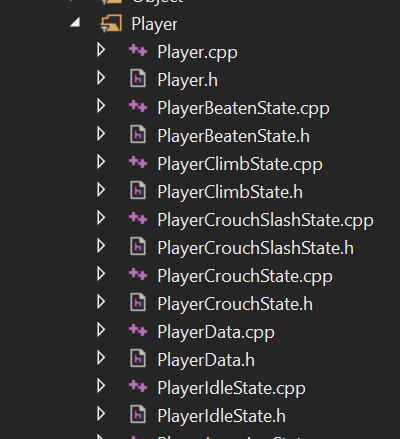 Object
Player
Player.cpp
Player.h
PlayerBeatenState.cpp
PlayerBeatenState.h
PlayerClimbState.cpp
PlayerClimbState.h
PlayerCrouchSlashState.cpp
PlayerCrouchSlashState.h
PlayerCrouchState.cpp
PlayerCrouchState.h
PlayerData.cpp
PlayerData.h
PlayerIdleState.cpp
PlayerIdleState.h